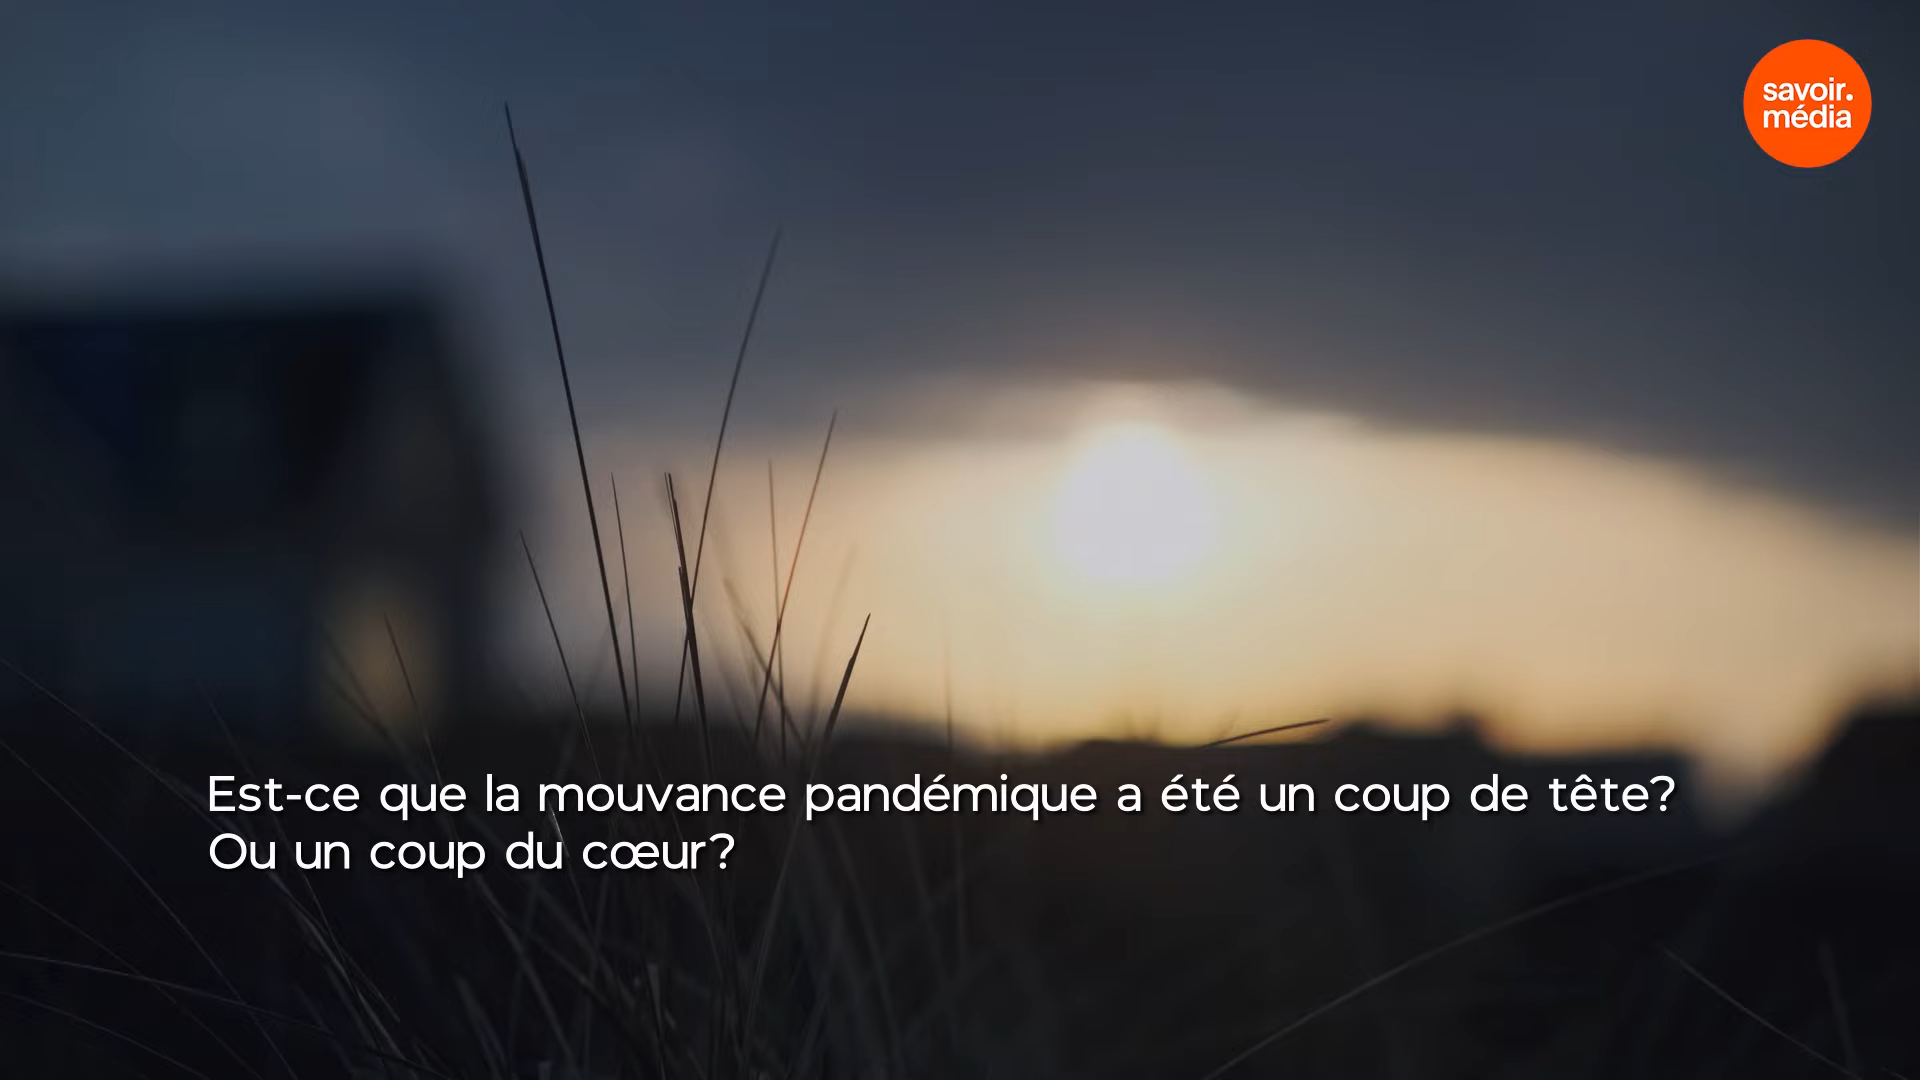 savoir.
média
Est-ce que la mouvance pandémique a été un coup de tête?
Ou un coup du cœur?